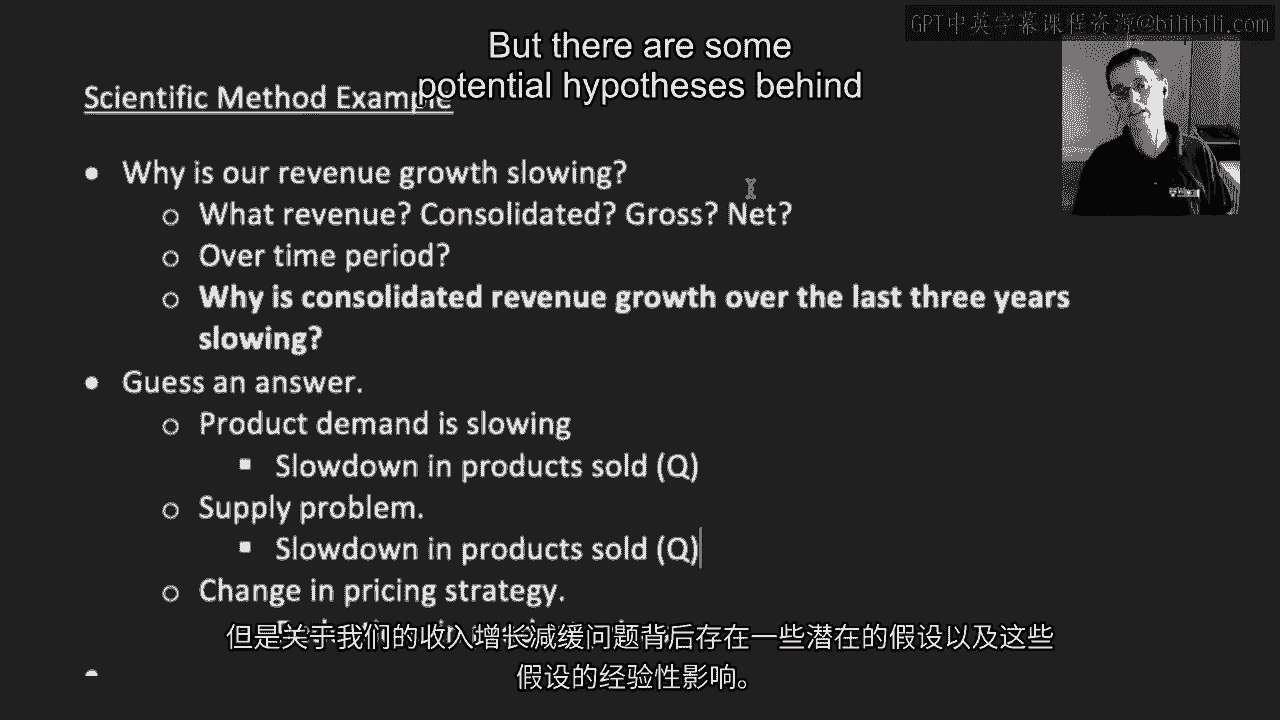 GPT中英字幕课程资源@bilibili.com
But there are some
potential hypotheses behind
Scientific Method Example
• Why is our revenue growth slowing?
o What revenue? Consolidated? Gross? Net?
o Over time period?
o Why is consolidated revenue growth over the last three years
slowing?
• Guess an answer.
o Product demand is slowing
▪ Slowdown in products sold (Q)
o Supply problem.
▪ Slowdown in products sold (Q)
o Change in pricing strategy.
但是关于我们的收入增长减缓问题背后存在一些潜在的假设以及这些
假设的经验性影响。